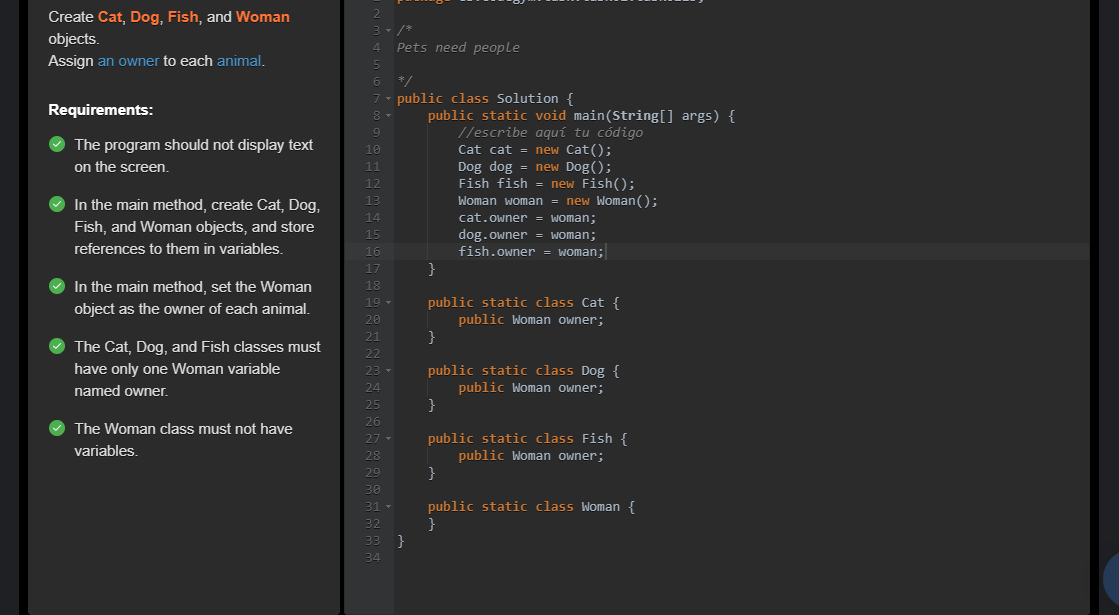 Create Cat, Dog, Fish, and Woman
objects.
Assign an owner to each animal.
Requirements:
The program should not display text
on the screen.
In the main method, create Cat, Dog,
Fish, and Woman objects, and store
references to them in variables.
In the main method, set the Woman
object as the owner of each animal.
The Cat, Dog, and Fish classes must
have only one Woman variable
named owner.
The Woman class must not have
variables.
2
3 /*
4 Pets need people
5
6 */
7 public class Solution {
8 public static void main(String[] args) {
9 //escribe aquí tu código
10 Cat cat = new Cat();
11 Dog dog = new Dog();
12 Fish fish = new Fish();
13 Woman woman = new Woman();
14 cat.owner = woman;
15 dog.owner = woman;
16 fish.owner = woman;
17 }
18
19 public static class Cat {
20 public Woman owner;
21 }
22
23 public static class Dog {
24 public Woman owner;
25 }
26
27 public static class Fish {
28 public Woman owner;
29 }
30
31 public static class Woman {
32 }
33 }
34